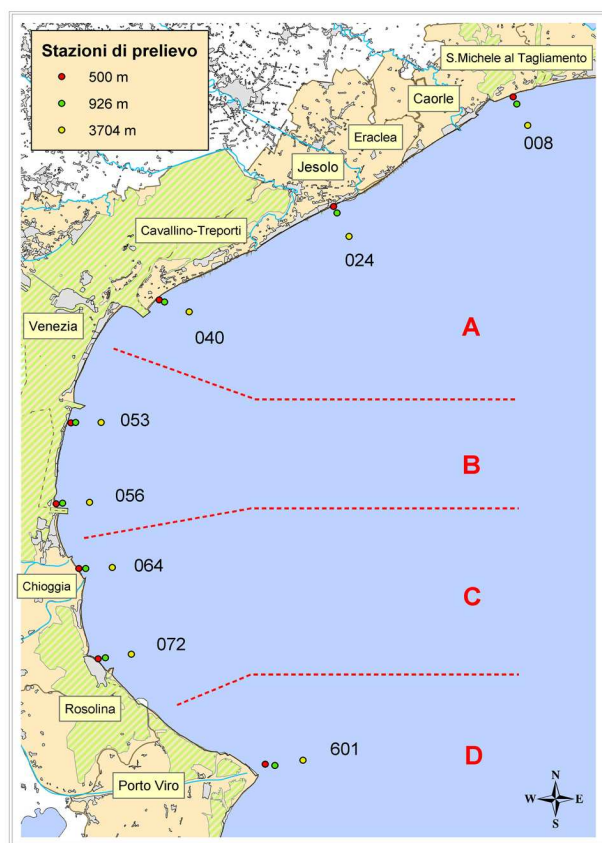 Stazioni di prelievo
500 m
926 m
3704 m
S.Michele al Tagliamento
Caorle
Eraclea
008
Jesolo
Cavallino-Treporti
024
Venezia
040
A
053
B
056
064
Chioggia
C
072
Rosolina
601
D
Porto Viro
N
W E
S